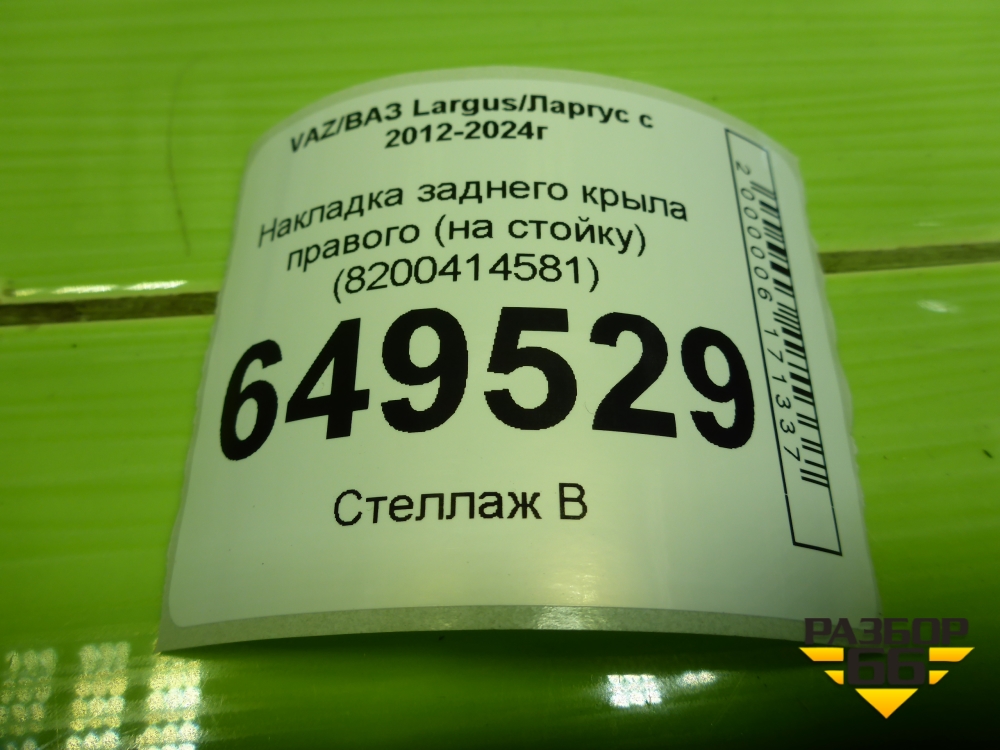 VAZ/ВАЗ Largus/Ларгус с
2012-2024г
Накладка заднего крыла
правого (на стойку)
(8200414581)
649529
Стеллаж В
2000006171337
РАЗБОР
66